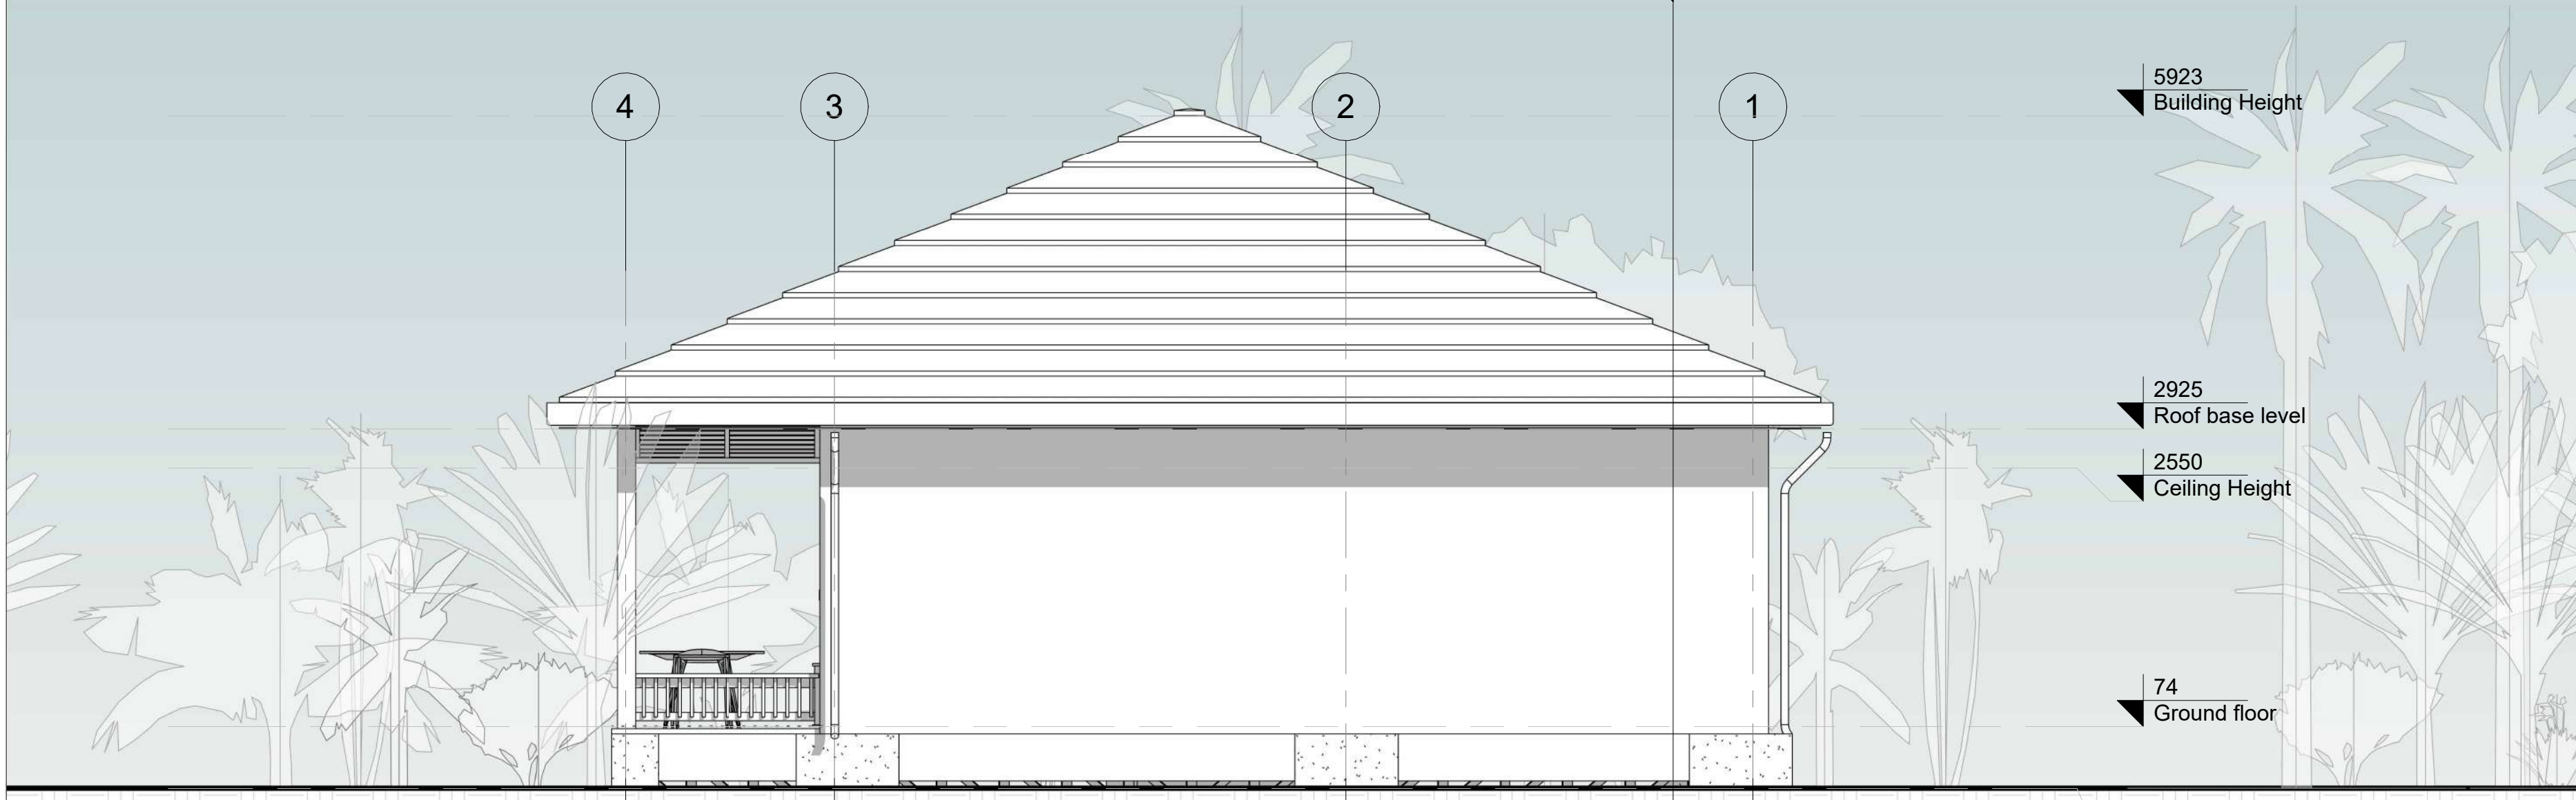 4
3
2
1
5923
Building Height
2925
Roof base level
2550
Ceiling Height
74
Ground floor